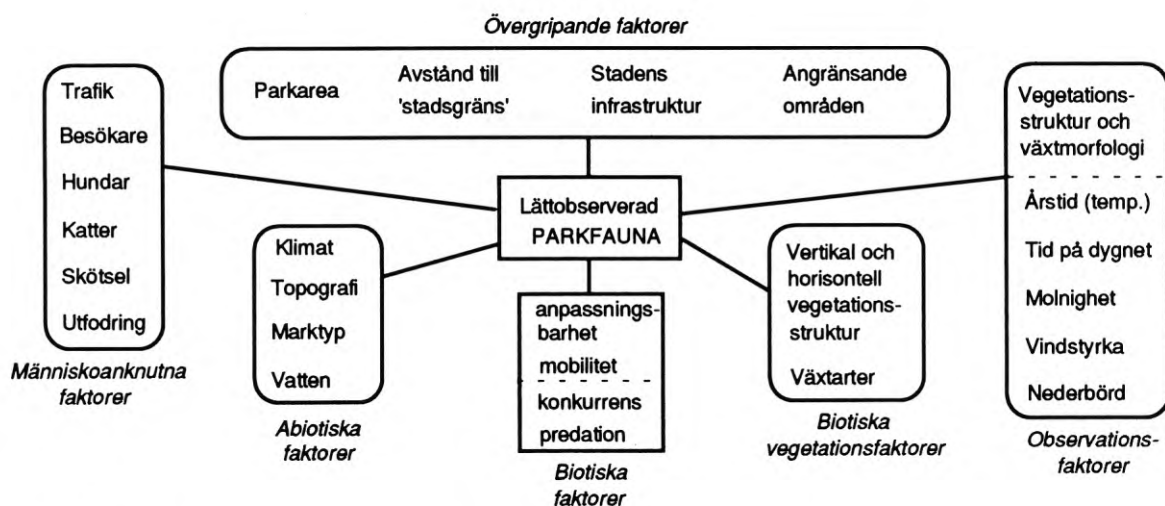 Övergripande faktorer
Parkarea
Avstånd till
'stadsgräns'
Stadens
infrastruktur
Angränsande
områden
Trafik
Besökare
Hundar
Katter
Skötsel
Utfodring
Människoanknutna
faktorer
Lättobserverad
PARKFAUNA
Klimat
Topografi
Marktyp
Vatten
Abiotiska
faktorer
anpassnings-
barhet
mobilitet
konkurrens
predation
Biotiska
faktorer
Vertikal och
horisontell
vegetations-
struktur
Växtarter
Biotiska
vegetationsfaktorer
Vegetations-
struktur och
växtmorfologi
Årstid (temp.)
Tid på dygnet
Molnighet
Vindstyrka
Nederbörd
Observations-
faktorer